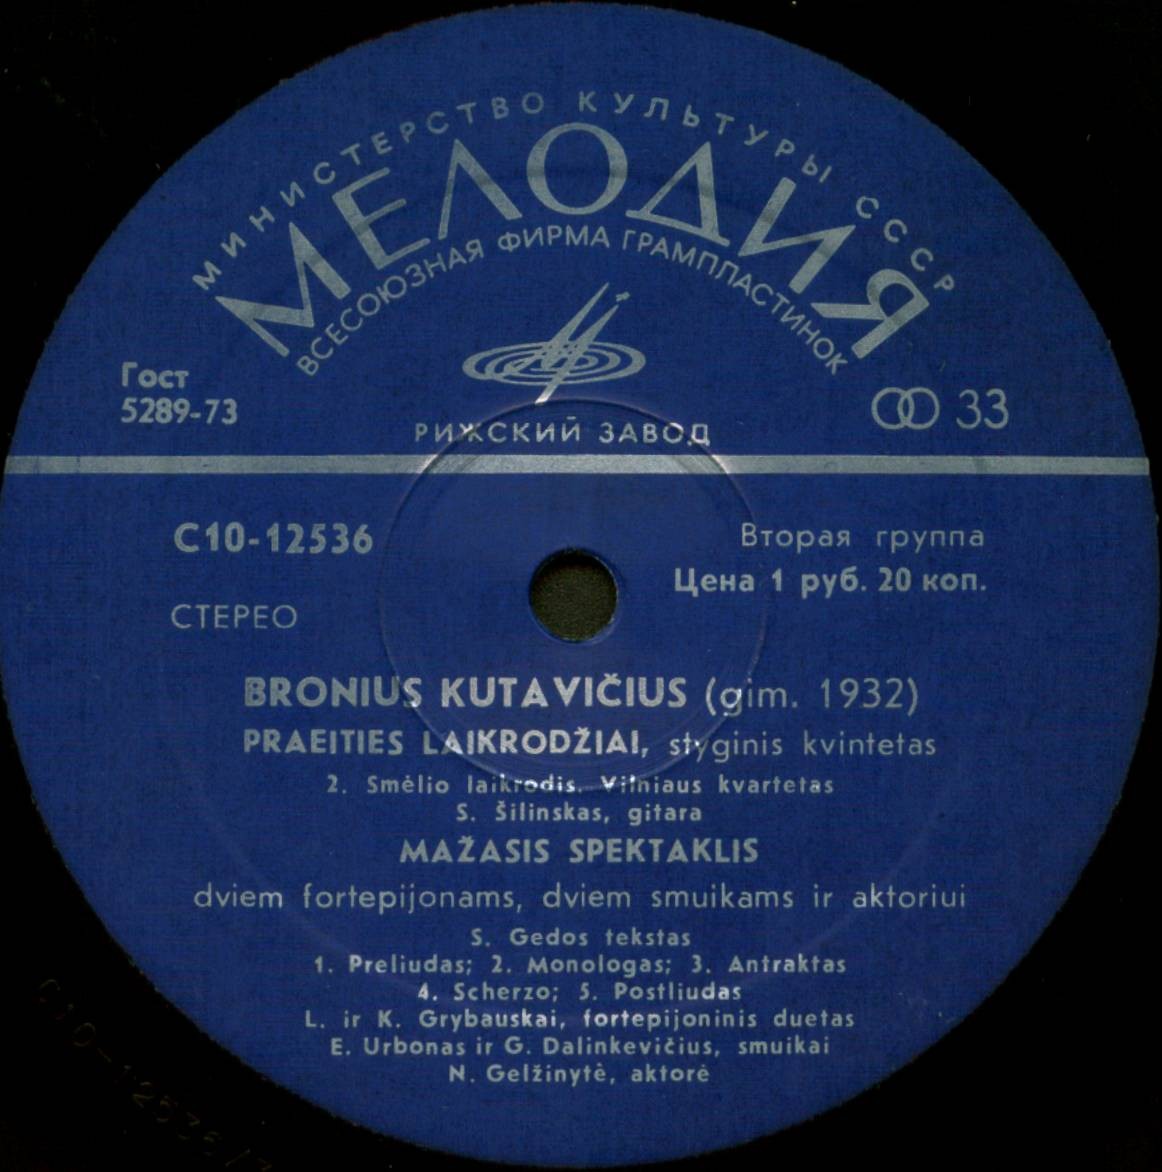 МИНИСТЕРСТВО КУЛЬТУРЫ СССР
МЕЛОДИЯ
ВСЕСОЮЗНАЯ ФИРМА ГРАМПЛАСТИНОК
Гост
5289-73
33
РИЖСКИЙ ЗАВОД
С10-12536
Вторая группа
Цена 1 руб. 20 коп.
СТЕРЕО
BRONIUS KUTAVIČIUS (gim. 1932)
PRAEITIES LAIKRODŽIAI, styginis kvintetas
2. Smėlio laikrodis. Vilniaus kvartetas
S. Šilinskas, gitara
MAŽASIS SPEKTAKLIS
dviem fortepijonams, dviem smuikams ir aktoriui
S. Gedos tekstas
1. Preliudas; 2. Monologas; 3. Antraktas
4. Scherzo; 5. Postliudas
L. ir K. Grybauskai, fortepijoninis duetas
E. Urbonas ir G. Dalinkevičius, smuikai
N. Gelžinytė, aktorė